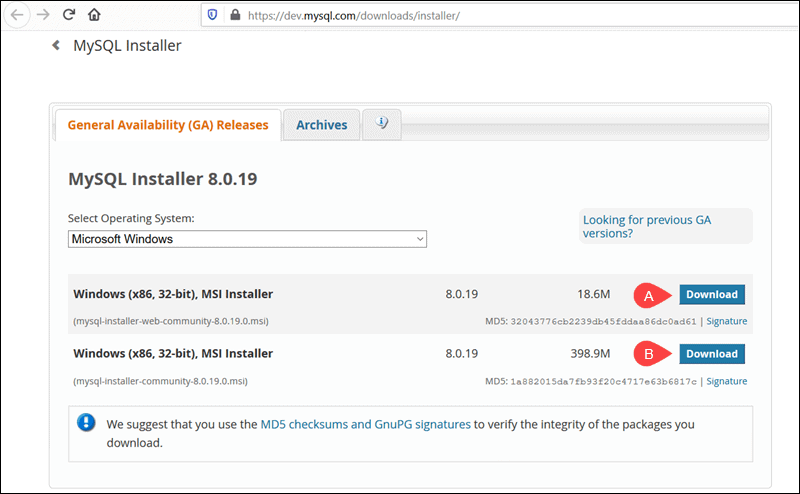 https://dev.mysql.com/downloads/installer/
MySQL Installer
General Availability (GA) Releases
Archives
MySQL Installer 8.0.19
Select Operating System:
Looking for previous GA
versions?
Microsoft Windows
Windows (x86, 32-bit), MSI Installer 8.0.19 18.6M A Download
(mysql-installer-web-community-8.0.19.0.msi) MD5: 32043776cb2239db45fddaa86dc0ad61 | Signature
Windows (x86, 32-bit), MSI Installer 8.0.19 398.9M B Download
(mysql-installer-community-8.0.19.0.msi) MD5: 1a882015da7fb93f20c4717e63b6817c | Signature
We suggest that you use the MD5 checksums and GnuPG signatures to verify the integrity of the packages you
download.